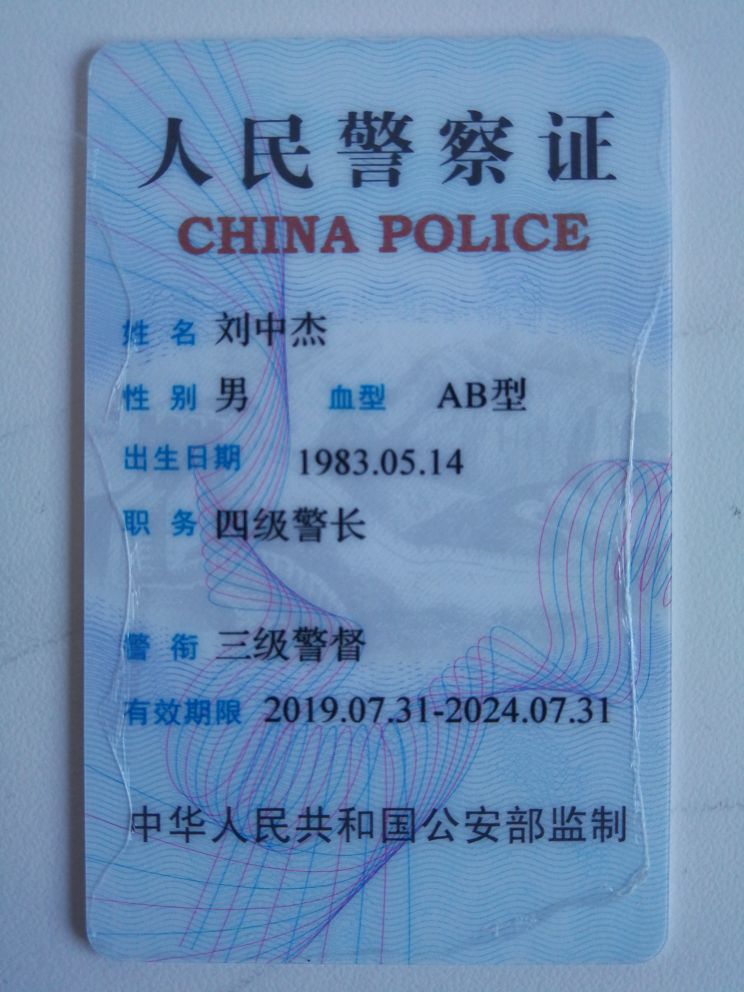 人民警察证
CHINA POLICE
姓名 刘中杰
性别 男 血型 AB型
出生日期 1983.05.14
职务 四级警长
警衔 三级警督
有效期限 2019.07.31-2024.07.31
中华人民共和国公安部监制